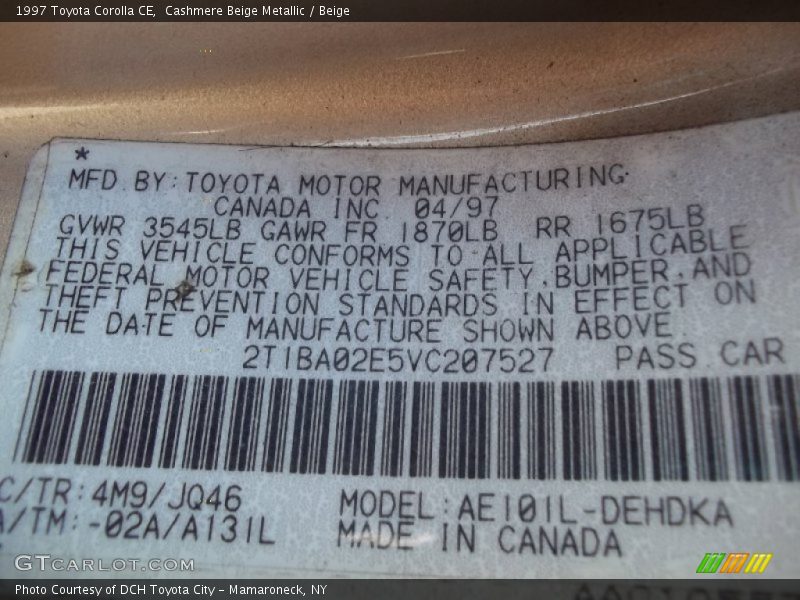 1997 Toyota Corolla CE, Cashmere Beige Metallic / Beige
*
MFD.BY:TOYOTA MOTOR MANUFACTURING
CANADA INC 04/97
GVWR 3545LB GAWR FR 1870LB RR 1675LB
THIS VEHICLE CONFORMS TO ALL APPLICABLE
FEDERAL MOTOR VEHICLE SAFETY,BUMPER,AND
THEFT PREVENTION STANDARDS IN EFFECT ON
THE DATE OF MANUFACTURE SHOWN ABOVE.
2T1BA02E5VC207527 PASS CAR
C/TR:4M9/JQ46 MODEL:AE101L-DEHDKA
A/TM:-02A/A131L MADE IN CANADA
GTCARLOT.COM
Photo Courtesy of DCH Toyota City - Mamaroneck, NY